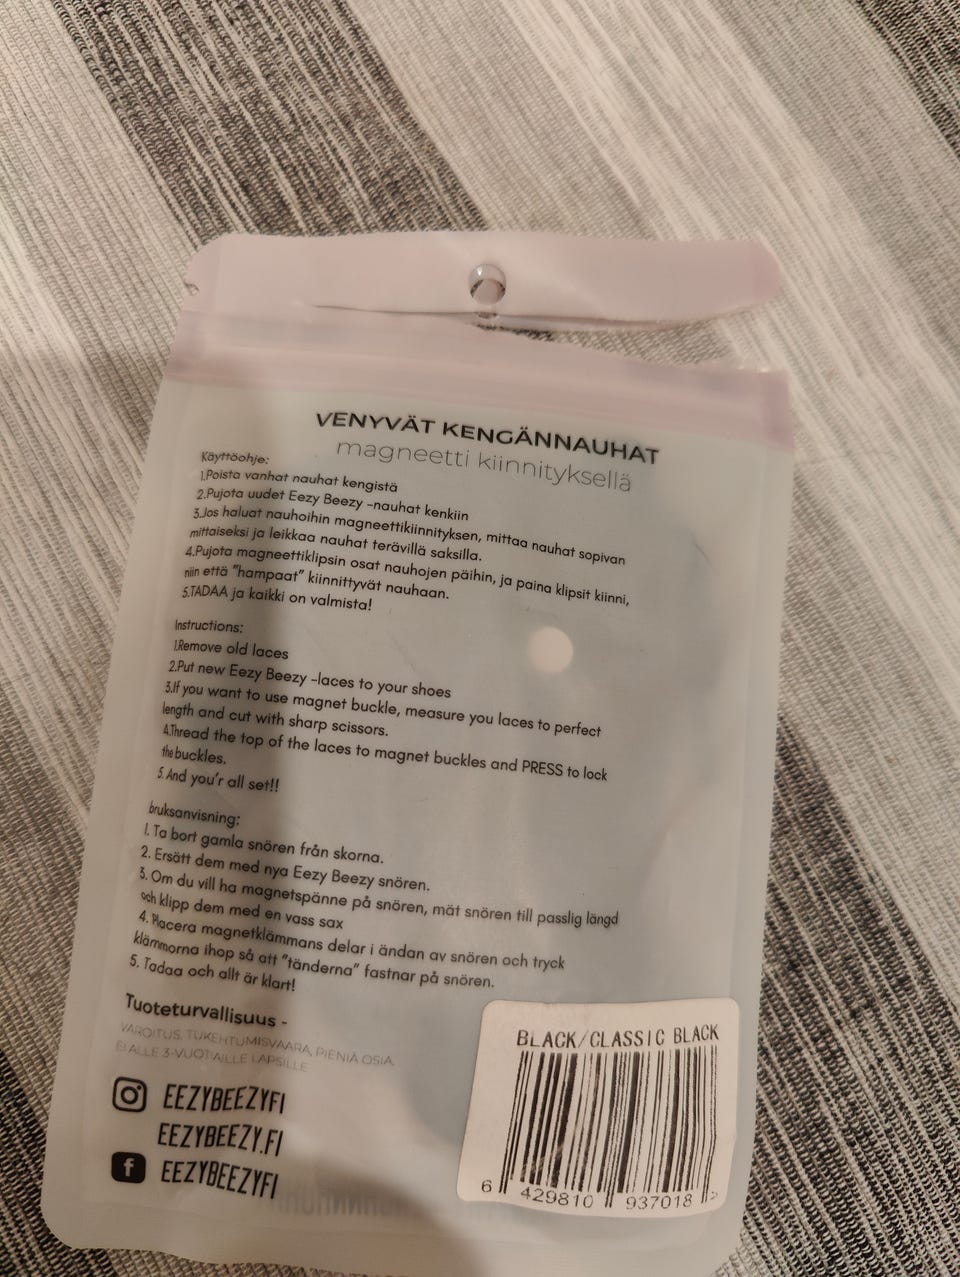 VENYVÄT KENGÄNNAUHAT
magneetti kiinnityksellä
Käyttöohje:
1.Poista vanhat nauhat kengistä
2.Pujota uudet Eezy Beezy -nauhat kenkiin
3.Jos haluat nauhoihin magneettikiinnityksen, mittaa nauhat sopivan
mittaiseksi ja leikkaa nauhat terävillä saksilla.
4.Pujota magneettiklipsin osat nauhojen päihin, ja paina klipsit kiinni,
niin että "hampaat" kiinnittyvät nauhaan.
5.TADAA ja kaikki on valmista!
Instructions:
1.Remove old laces
2.Put new Eezy Beezy -laces to your shoes
3.If you want to use magnet buckle, measure you laces to perfect
length and cut with sharp scissors.
4.Thread the top of the laces to magnet buckles and PRESS to lock
the buckles.
5. And you'r all set!!
bruksanvisning:
1. Ta bort gamla snören från skorna.
2. Ersätt dem med nya Eezy Beezy snören.
3. Om du vill ha magnetspänne på snören, mät snören till passlig längd
och klipp dem med en vass sax
4. Placera magnetklämmans delar i ändan av snören och tryck
klämmorna ihop så att "tänderna" fastnar på snören.
5. Tadaa och allt är klart!
Tuoteturvallisuus -
VAROITUS, TUKEHTUMISVAARA, PIENIÄ OSIA,
EI ALLE 3-VUOTIAILLE LAPSILLE
EEZYBEEZYFI
EEZYBEEZY.FI
EEZYBEEZYFI
BLACK/CLASSIC BLACK
6 429810 937018 >